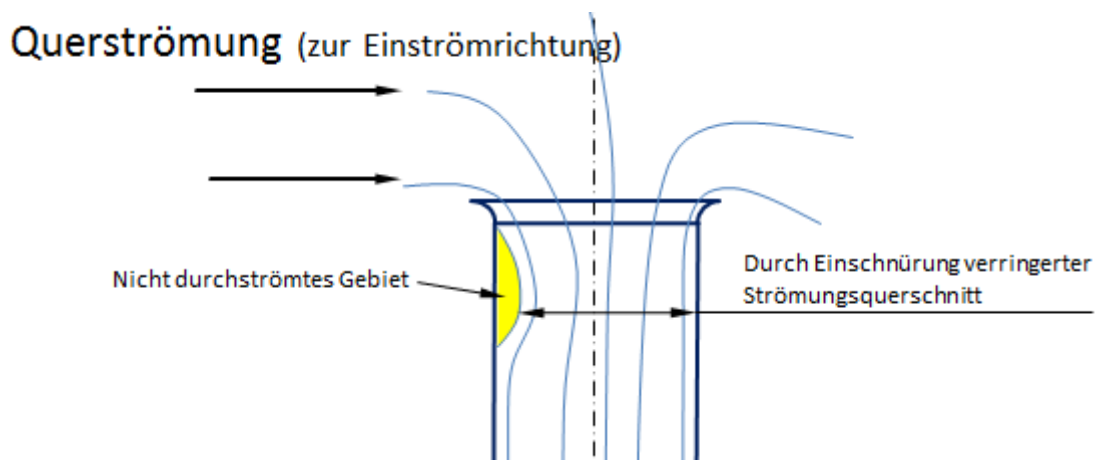 Querströmung (zur Einströmrichtung)
Nicht durchströmtes Gebiet
Durch Einschnürung verringerter
Strömungsquerschnitt